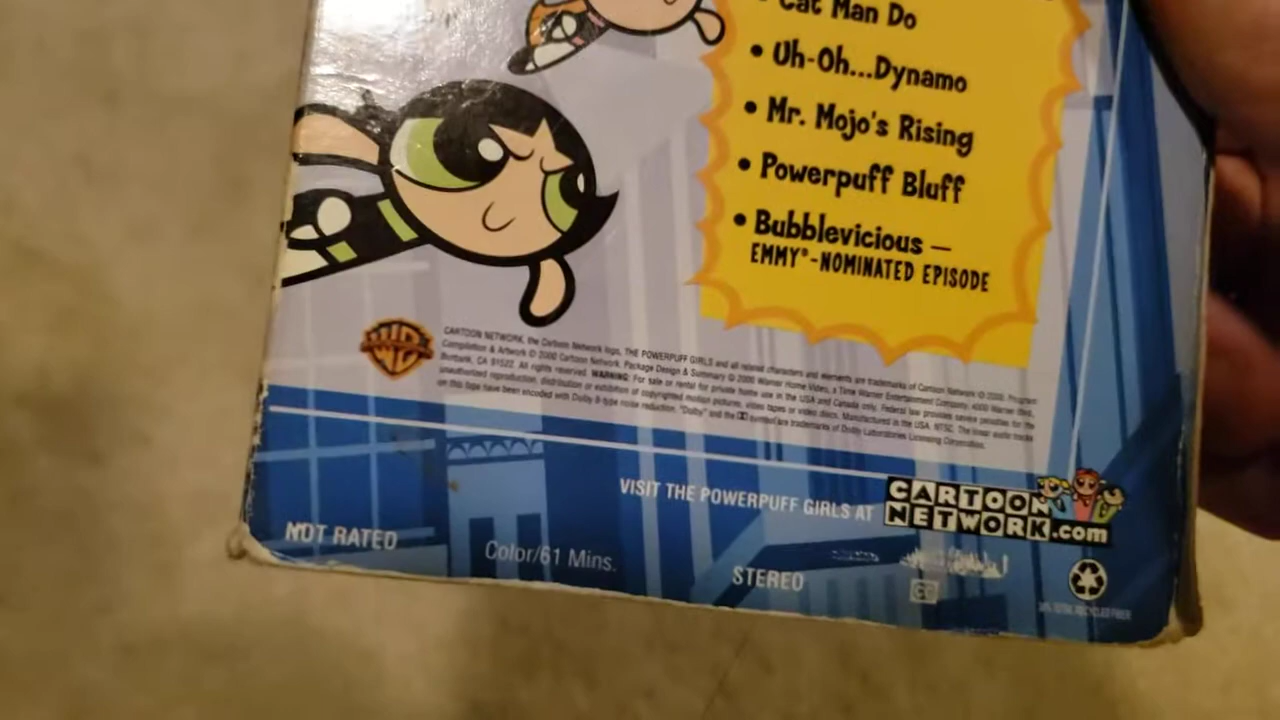 Cat Man Do
• Uh-Oh...Dynamo
• Mr. Mojo's Rising
• Powerpuff Bluff
• Bubblevicious —
EMMY®-NOMINATED EPISODE
WB
CARTOON NETWORK, the Cartoon Network logo, THE POWERPUFF GIRLS and all related characters and elements are trademarks of Cartoon Network © 2000. Program
Compilation & Artwork © 2000 Cartoon Network. Package Design & Summary © 2000 Warner Home Video, a Time Warner Entertainment Company, 4000 Warner Blvd.,
Burbank, CA 91522. All rights reserved. WARNING: For sale or rental for private home use in the USA and Canada only. Federal law provides severe penalties for the
unauthorized reproduction, distribution or exhibition of copyrighted motion pictures, video tapes or video discs. Manufactured in the USA. NTSC. The linear audio tracks
on this tape have been encoded with Dolby B-type noise reduction. "Dolby" and the symbol are trademarks of Dolby Laboratories Licensing Corporation.
VISIT THE POWERPUFF GIRLS AT CARTOON NETWORK.com
NOT RATED
Color/61 Mins.
STEREO
CC